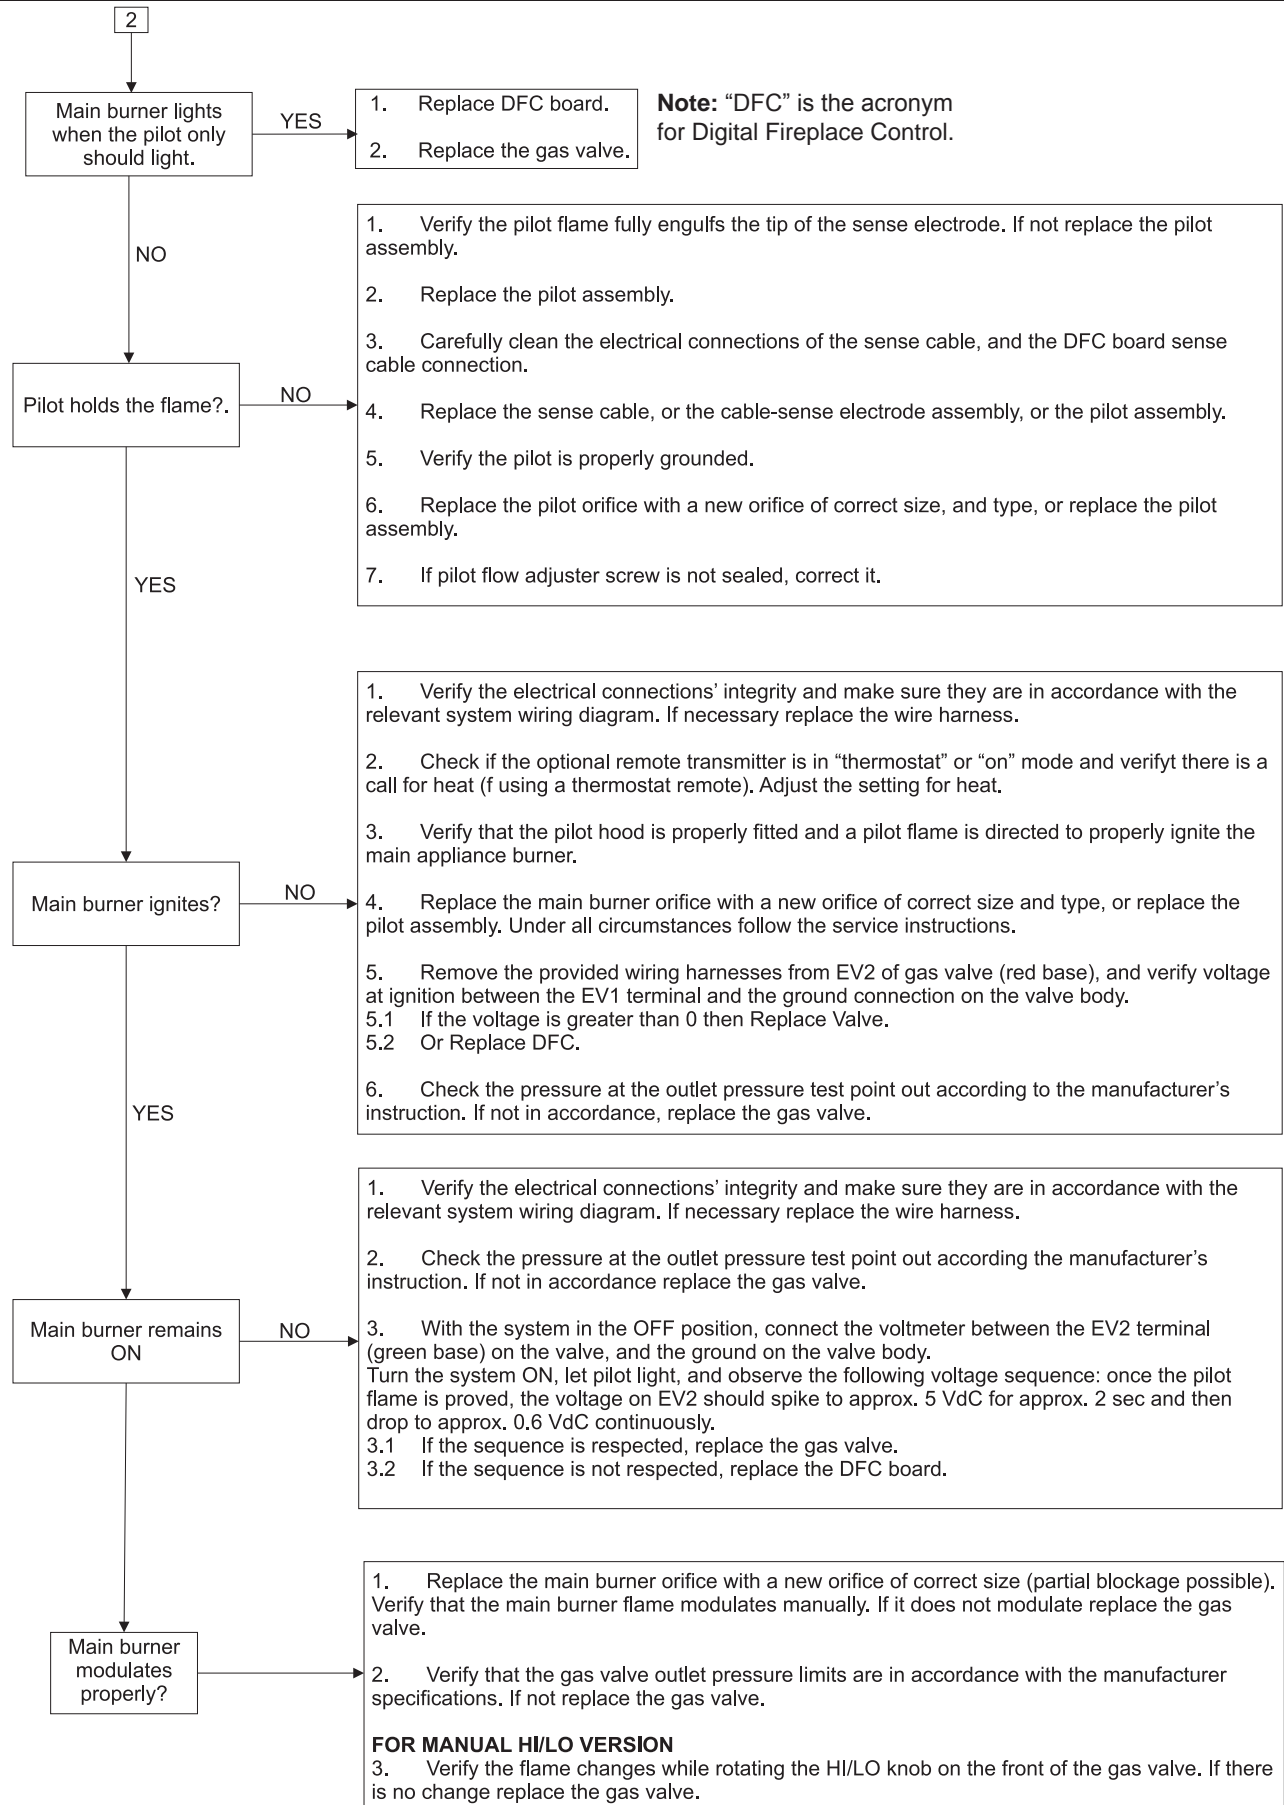 2
Main burner lights
when the pilot only
should light.
YES
1. Replace DFC board.
2. Replace the gas valve.
Note: “DFC” is the acronym
for Digital Fireplace Control.
NO
1. Verify the pilot flame fully engulfs the tip of the sense electrode. If not replace the pilot
assembly.
2. Replace the pilot assembly.
3. Carefully clean the electrical connections of the sense cable, and the DFC board sense
cable connection.
Pilot holds the flame?.
NO
4. Replace the sense cable, or the cable-sense electrode assembly, or the pilot assembly.
5. Verify the pilot is properly grounded.
6. Replace the pilot orifice with a new orifice of correct size, and type, or replace the pilot
assembly.
7. If pilot flow adjuster screw is not sealed, correct it.
YES
1. Verify the electrical connections’ integrity and make sure they are in accordance with the
relevant system wiring diagram. If necessary replace the wire harness.
2. Check if the optional remote transmitter is in “thermostat” or “on” mode and verifyt there is a
call for heat (f using a thermostat remote). Adjust the setting for heat.
3. Verify that the pilot hood is properly fitted and a pilot flame is directed to properly ignite the
main appliance burner.
Main burner ignites?
NO
4. Replace the main burner orifice with a new orifice of correct size and type, or replace the
pilot assembly. Under all circumstances follow the service instructions.
5. Remove the provided wiring harnesses from EV2 of gas valve (red base), and verify voltage
at ignition between the EV1 terminal and the ground connection on the valve body.
5.1 If the voltage is greater than 0 then Replace Valve.
5.2 Or Replace DFC.
6. Check the pressure at the outlet pressure test point out according to the manufacturer’s
instruction. If not in accordance, replace the gas valve.
YES
1. Verify the electrical connections’ integrity and make sure they are in accordance with the
relevant system wiring diagram. If necessary replace the wire harness.
2. Check the pressure at the outlet pressure test point out according the manufacturer’s
instruction. If not in accordance replace the gas valve.
Main burner remains
ON
NO
3. With the system in the OFF position, connect the voltmeter between the EV2 terminal
(green base) on the valve, and the ground on the valve body.
Turn the system ON, let pilot light, and observe the following voltage sequence: once the pilot
flame is proved, the voltage on EV2 should spike to approx. 5 VdC for approx. 2 sec and then
drop to approx. 0.6 VdC continuously.
3.1 If the sequence is respected, replace the gas valve.
3.2 If the sequence is not respected, replace the DFC board.
Main burner
modulates
properly?
1. Replace the main burner orifice with a new orifice of correct size (partial blockage possible).
Verify that the main burner flame modulates manually. If it does not modulate replace the gas
valve.
2. Verify that the gas valve outlet pressure limits are in accordance with the manufacturer
specifications. If not replace the gas valve.
FOR MANUAL HI/LO VERSION
3. Verify the flame changes while rotating the HI/LO knob on the front of the gas valve. If there
is no change replace the gas valve.